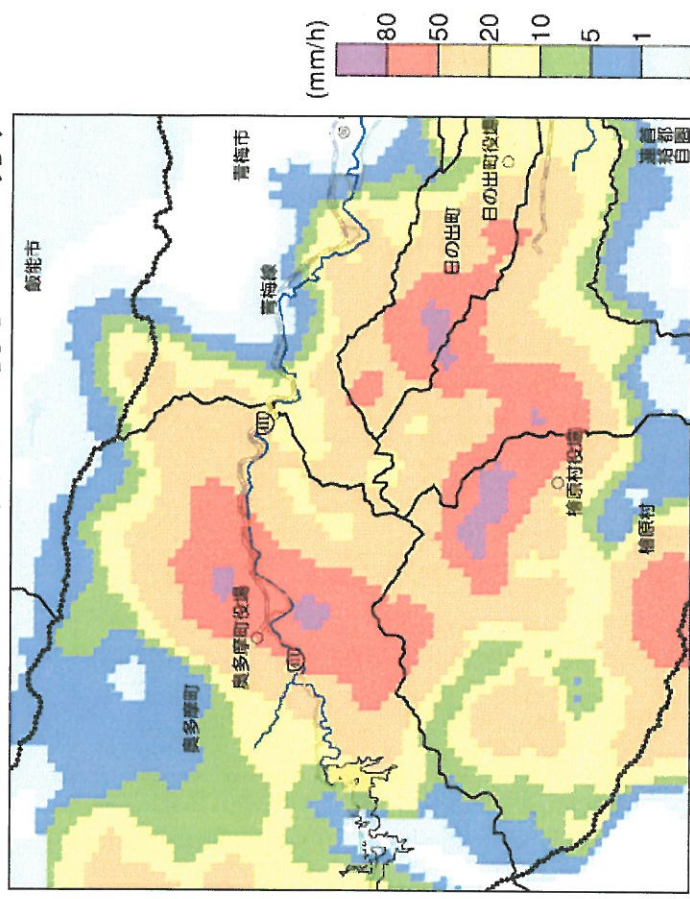 (mm/h)
80
50
20
10
5
1
飯能市
青梅市
青梅線
日の出町役場
日の出町
奥多摩町役場
奥多摩町
檜原村役場
檜原村
首都
圏
自